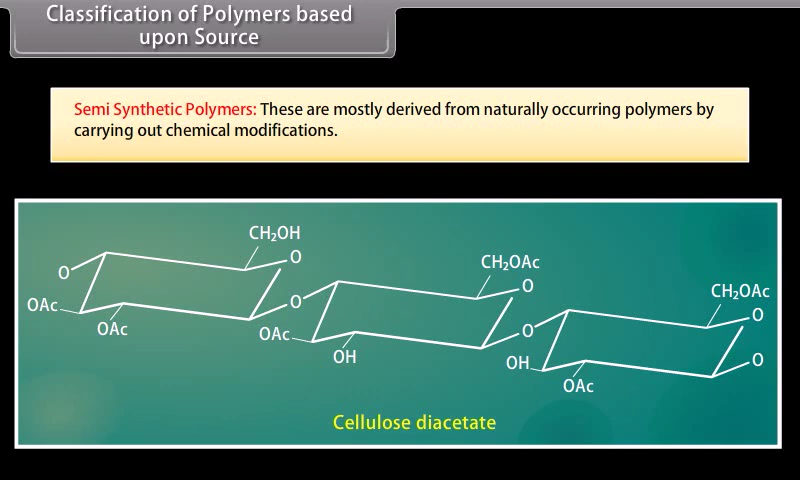 Classification of Polymers based
upon Source
Semi Synthetic Polymers: These are mostly derived from naturally occurring polymers by
carrying out chemical modifications.
CH₂OH
O
O
OAc
OAc
O
CH₂OAc
O
OAc
OH
O
CH₂OAc
O
OH
OAc
O
Cellulose diacetate